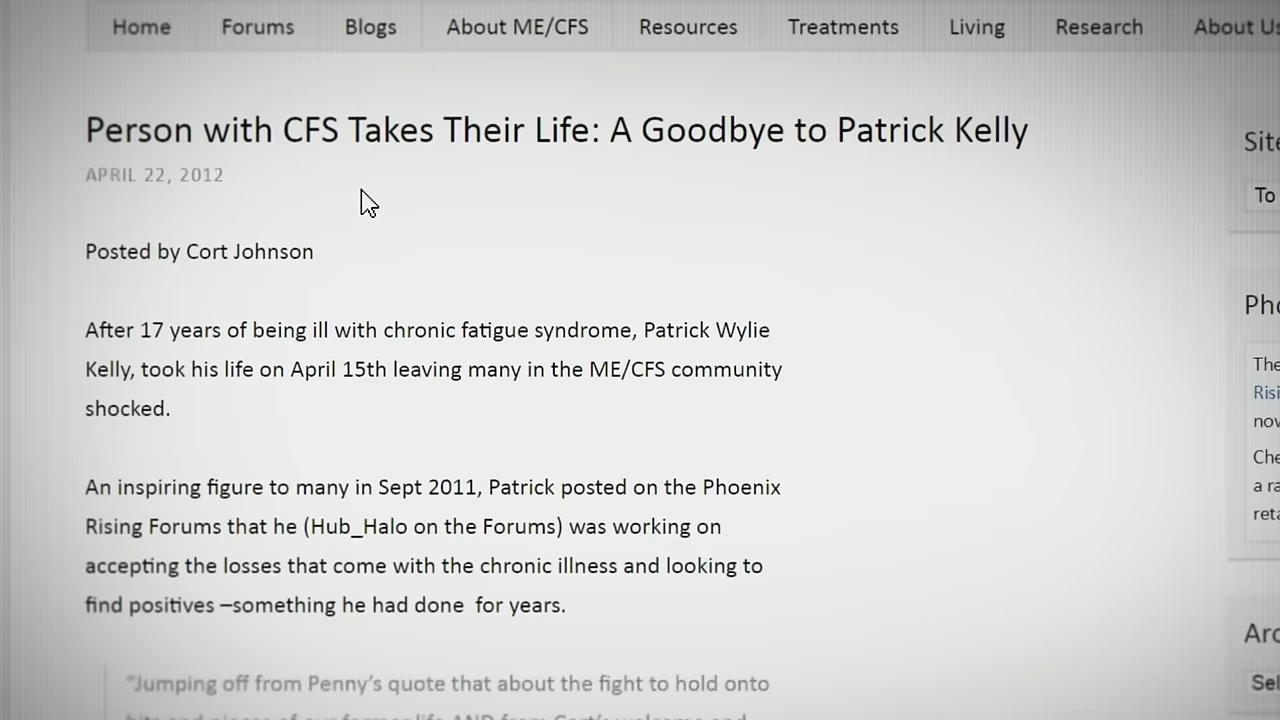 Home Forums Blogs About ME/CFS Resources Treatments Living Research About Us
Person with CFS Takes Their Life: A Goodbye to Patrick Kelly
APRIL 22, 2012
Posted by Cort Johnson
After 17 years of being ill with chronic fatigue syndrome, Patrick Wylie
Kelly, took his life on April 15th leaving many in the ME/CFS community
shocked.
An inspiring figure to many in Sept 2011, Patrick posted on the Phoenix
Rising Forums that he (Hub_Halo on the Forums) was working on
accepting the losses that come with the chronic illness and looking to
find positives –something he had done  for years.
"Jumping off from Penny's quote that about the fight to hold onto
To
The
now